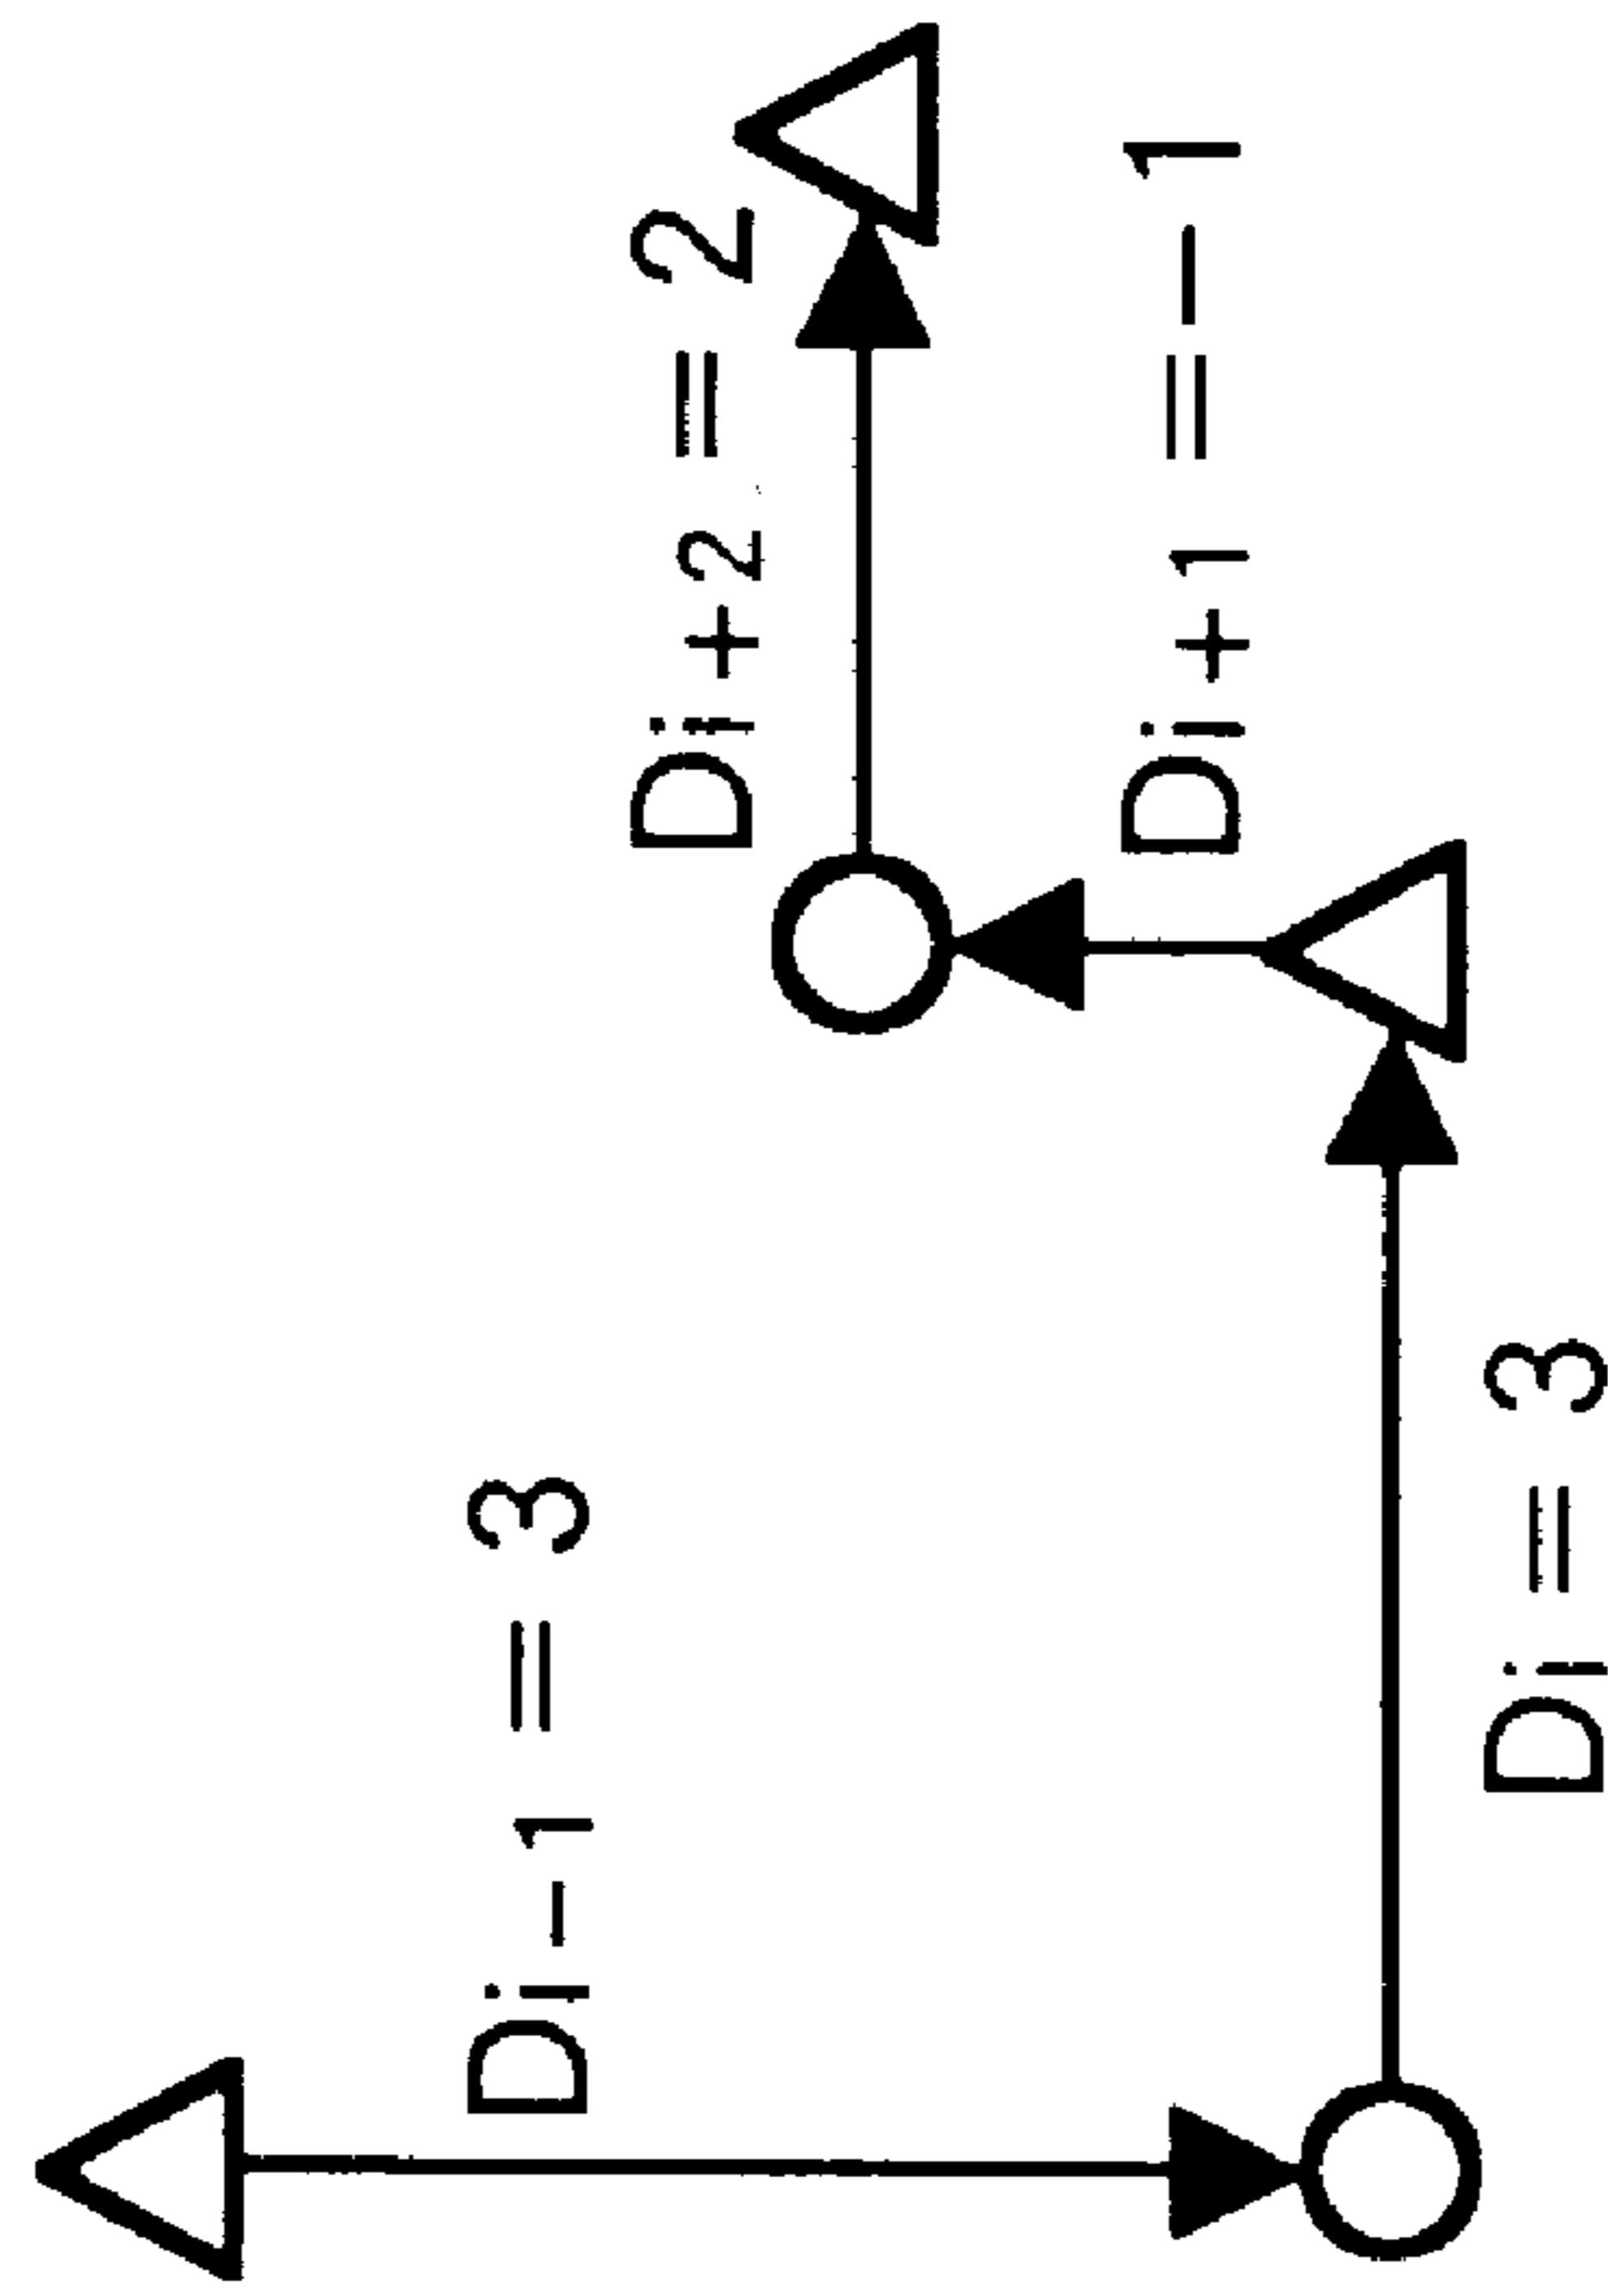 Di-1 = 3
Di+2 = 2
Di+1 = -1
Di = 3